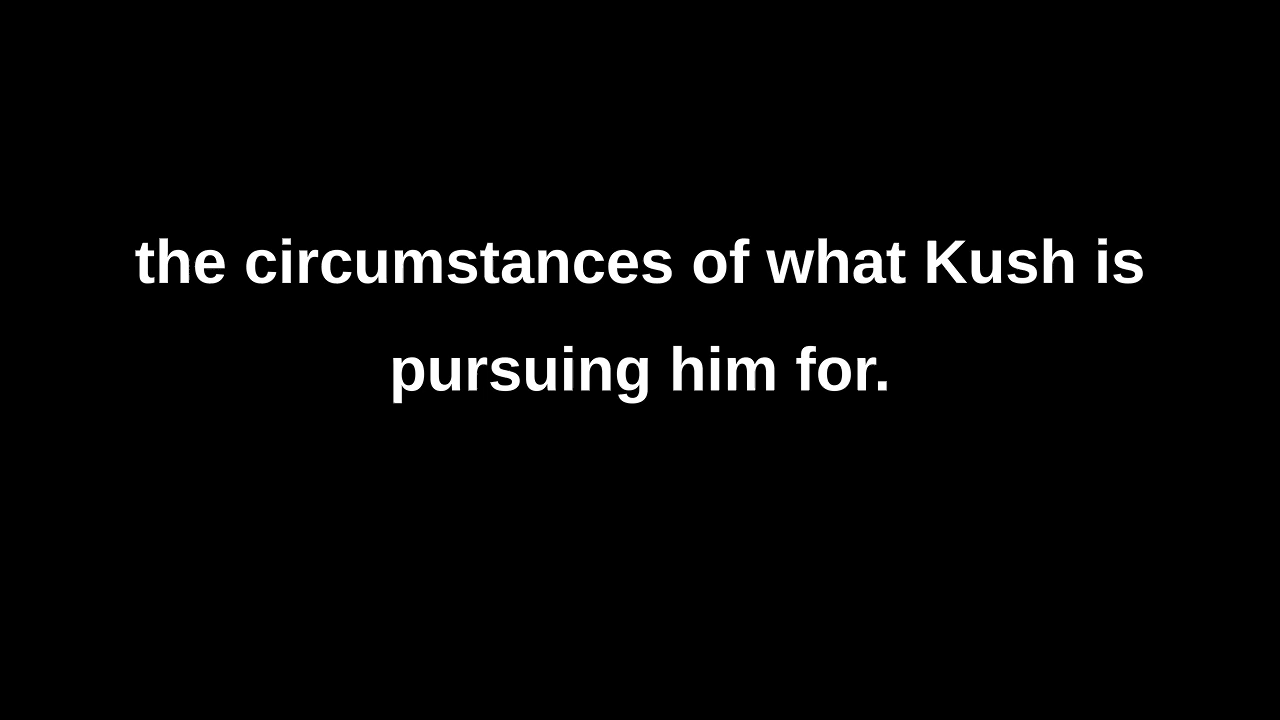 the circumstances of what Kush is
pursuing him for.